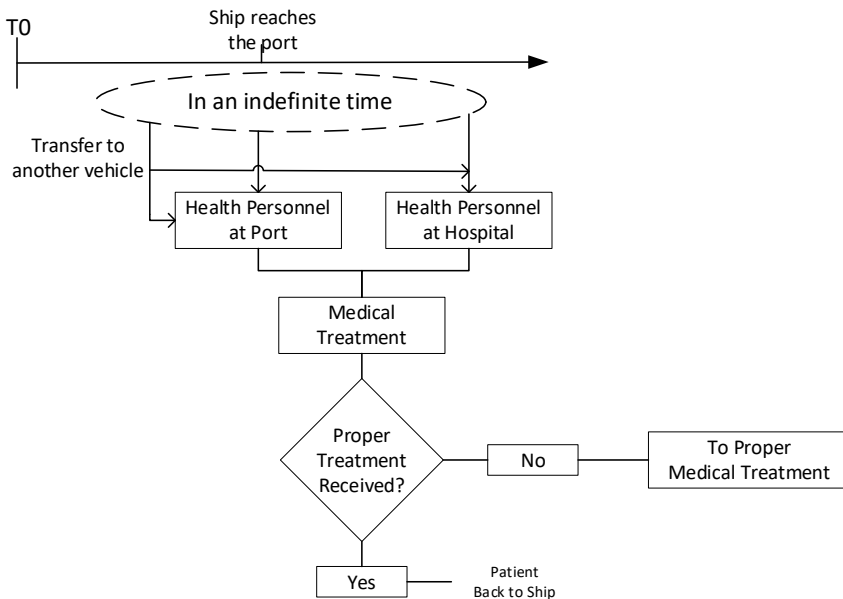 T0
Ship reaches
the port
In an indefinite time
Transfer to
another vehicle
Health Personnel
at Port
Health Personnel
at Hospital
Medical
Treatment
Proper
Treatment
Received?
No
To Proper
Medical Treatment
Yes
Patient
Back to Ship